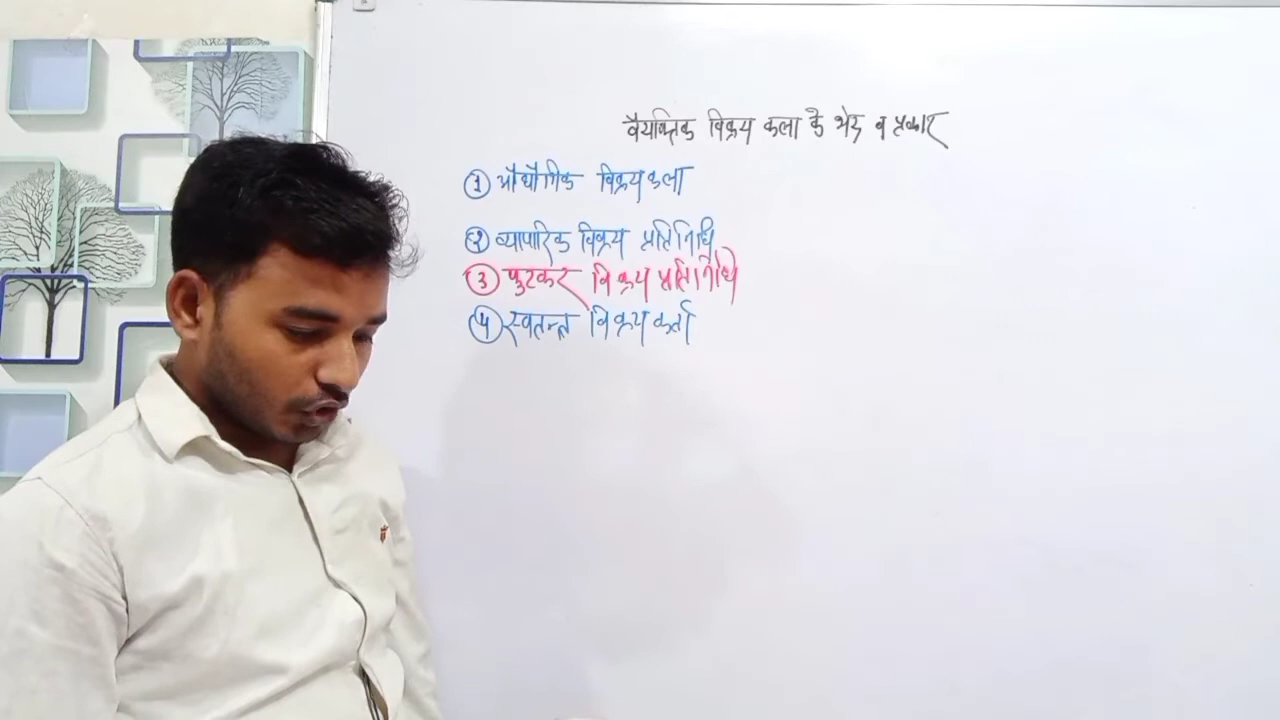 वैयक्तिक विक्रय कला के भेद व प्रकार
① औद्यौगिक विक्रयकला
② व्यापारिक विक्रय प्रतिनिधि
③ फुटकर विक्रय प्रतिनिधि
④ स्वतन्त्र विक्रयकर्ता